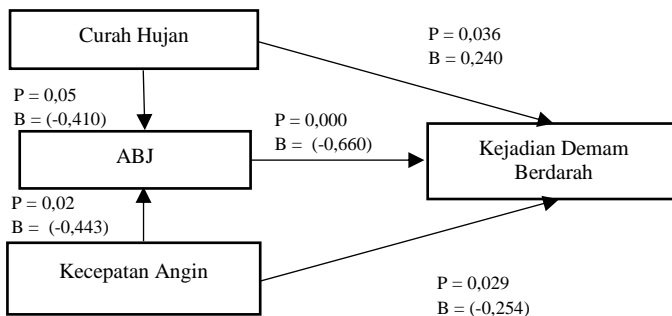 Curah Hujan
P = 0,036
B = 0,240
P = 0,05
B = (-0,410)
P = 0,000
B = (-0,660)
ABJ
Kejadian Demam
Berdarah
P = 0,02
B = (-0,443)
Kecepatan Angin
P = 0,029
B = (-0,254)